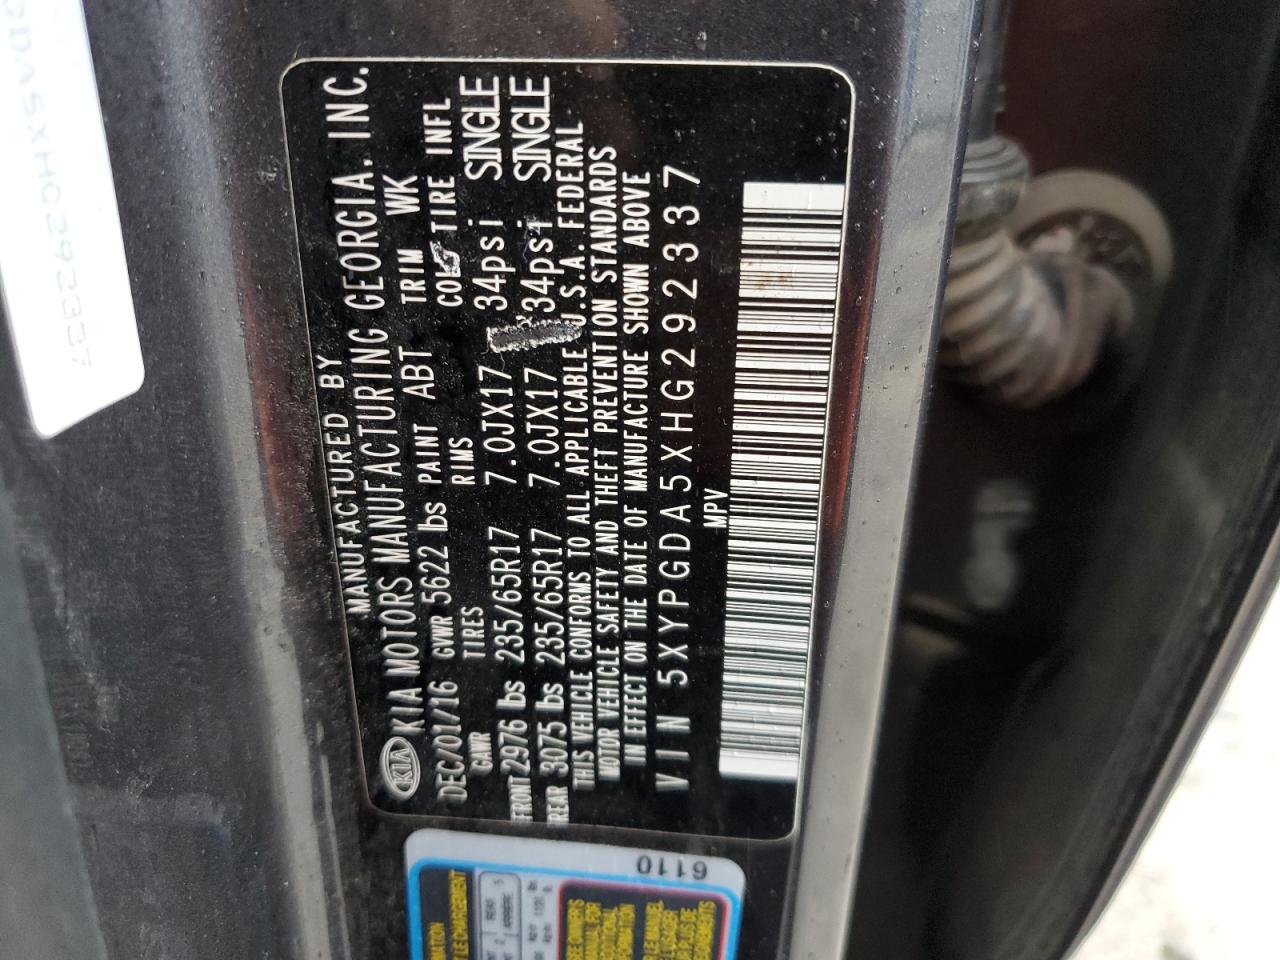 MANUFACTURED BY
KIA KIA MOTORS MANUFACTURING GEORGIA. INC.
DEC/01/16 GVWR 5622 lbs PAINT ABT TRIM WK
GAWR TIRES RIMS COLD TIRE INFL
FRONT 2976 lbs 235/65R17 7.0JX17 34psi SINGLE
REAR 3075 lbs 235/65R17 7.0JX17 34psi SINGLE
THIS VEHICLE CONFORMS TO ALL APPLICABLE U.S.A. FEDERAL
MOTOR VEHICLE SAFETY AND THEFT PREVENTION STANDARDS
IN EFFECT ON THE DATE OF MANUFACTURE SHOWN ABOVE
VIN 5XYPGDA5XHG292337
MPV
GDA5XHG292337
6110